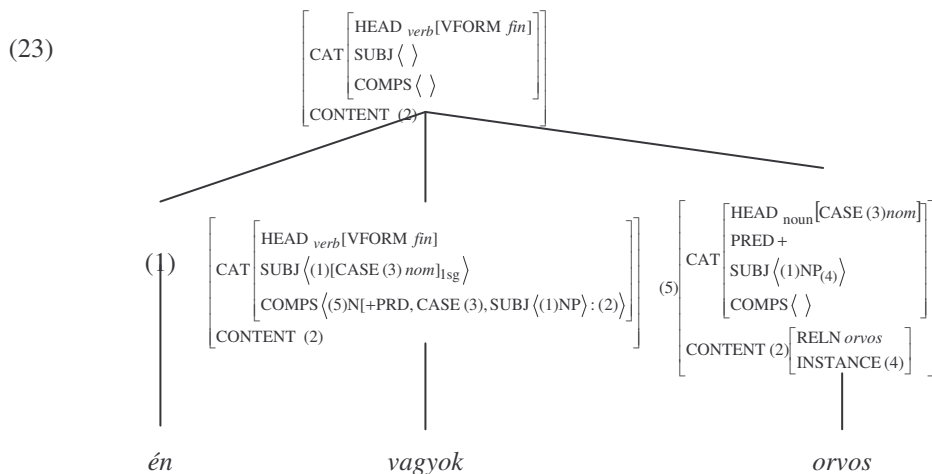 (23)
HEAD verb[VFORM fin]
CAT SUBJ⟨ ⟩
COMPS⟨ ⟩
CONTENT (2)
(1)
HEAD verb[VFORM fin]
CAT SUBJ⟨(1)[CASE (3) nom]1sg⟩
COMPS⟨(5)N[+PRD, CASE (3), SUBJ⟨(1)NP⟩: (2)⟩
CONTENT (2)
(5)
HEAD noun[CASE (3)nom]
PRED +
CAT
SUBJ⟨(1)NP(4)⟩
COMPS⟨ ⟩
CONTENT (2) RELN orvos
INSTANCE (4)
én vagyok orvos